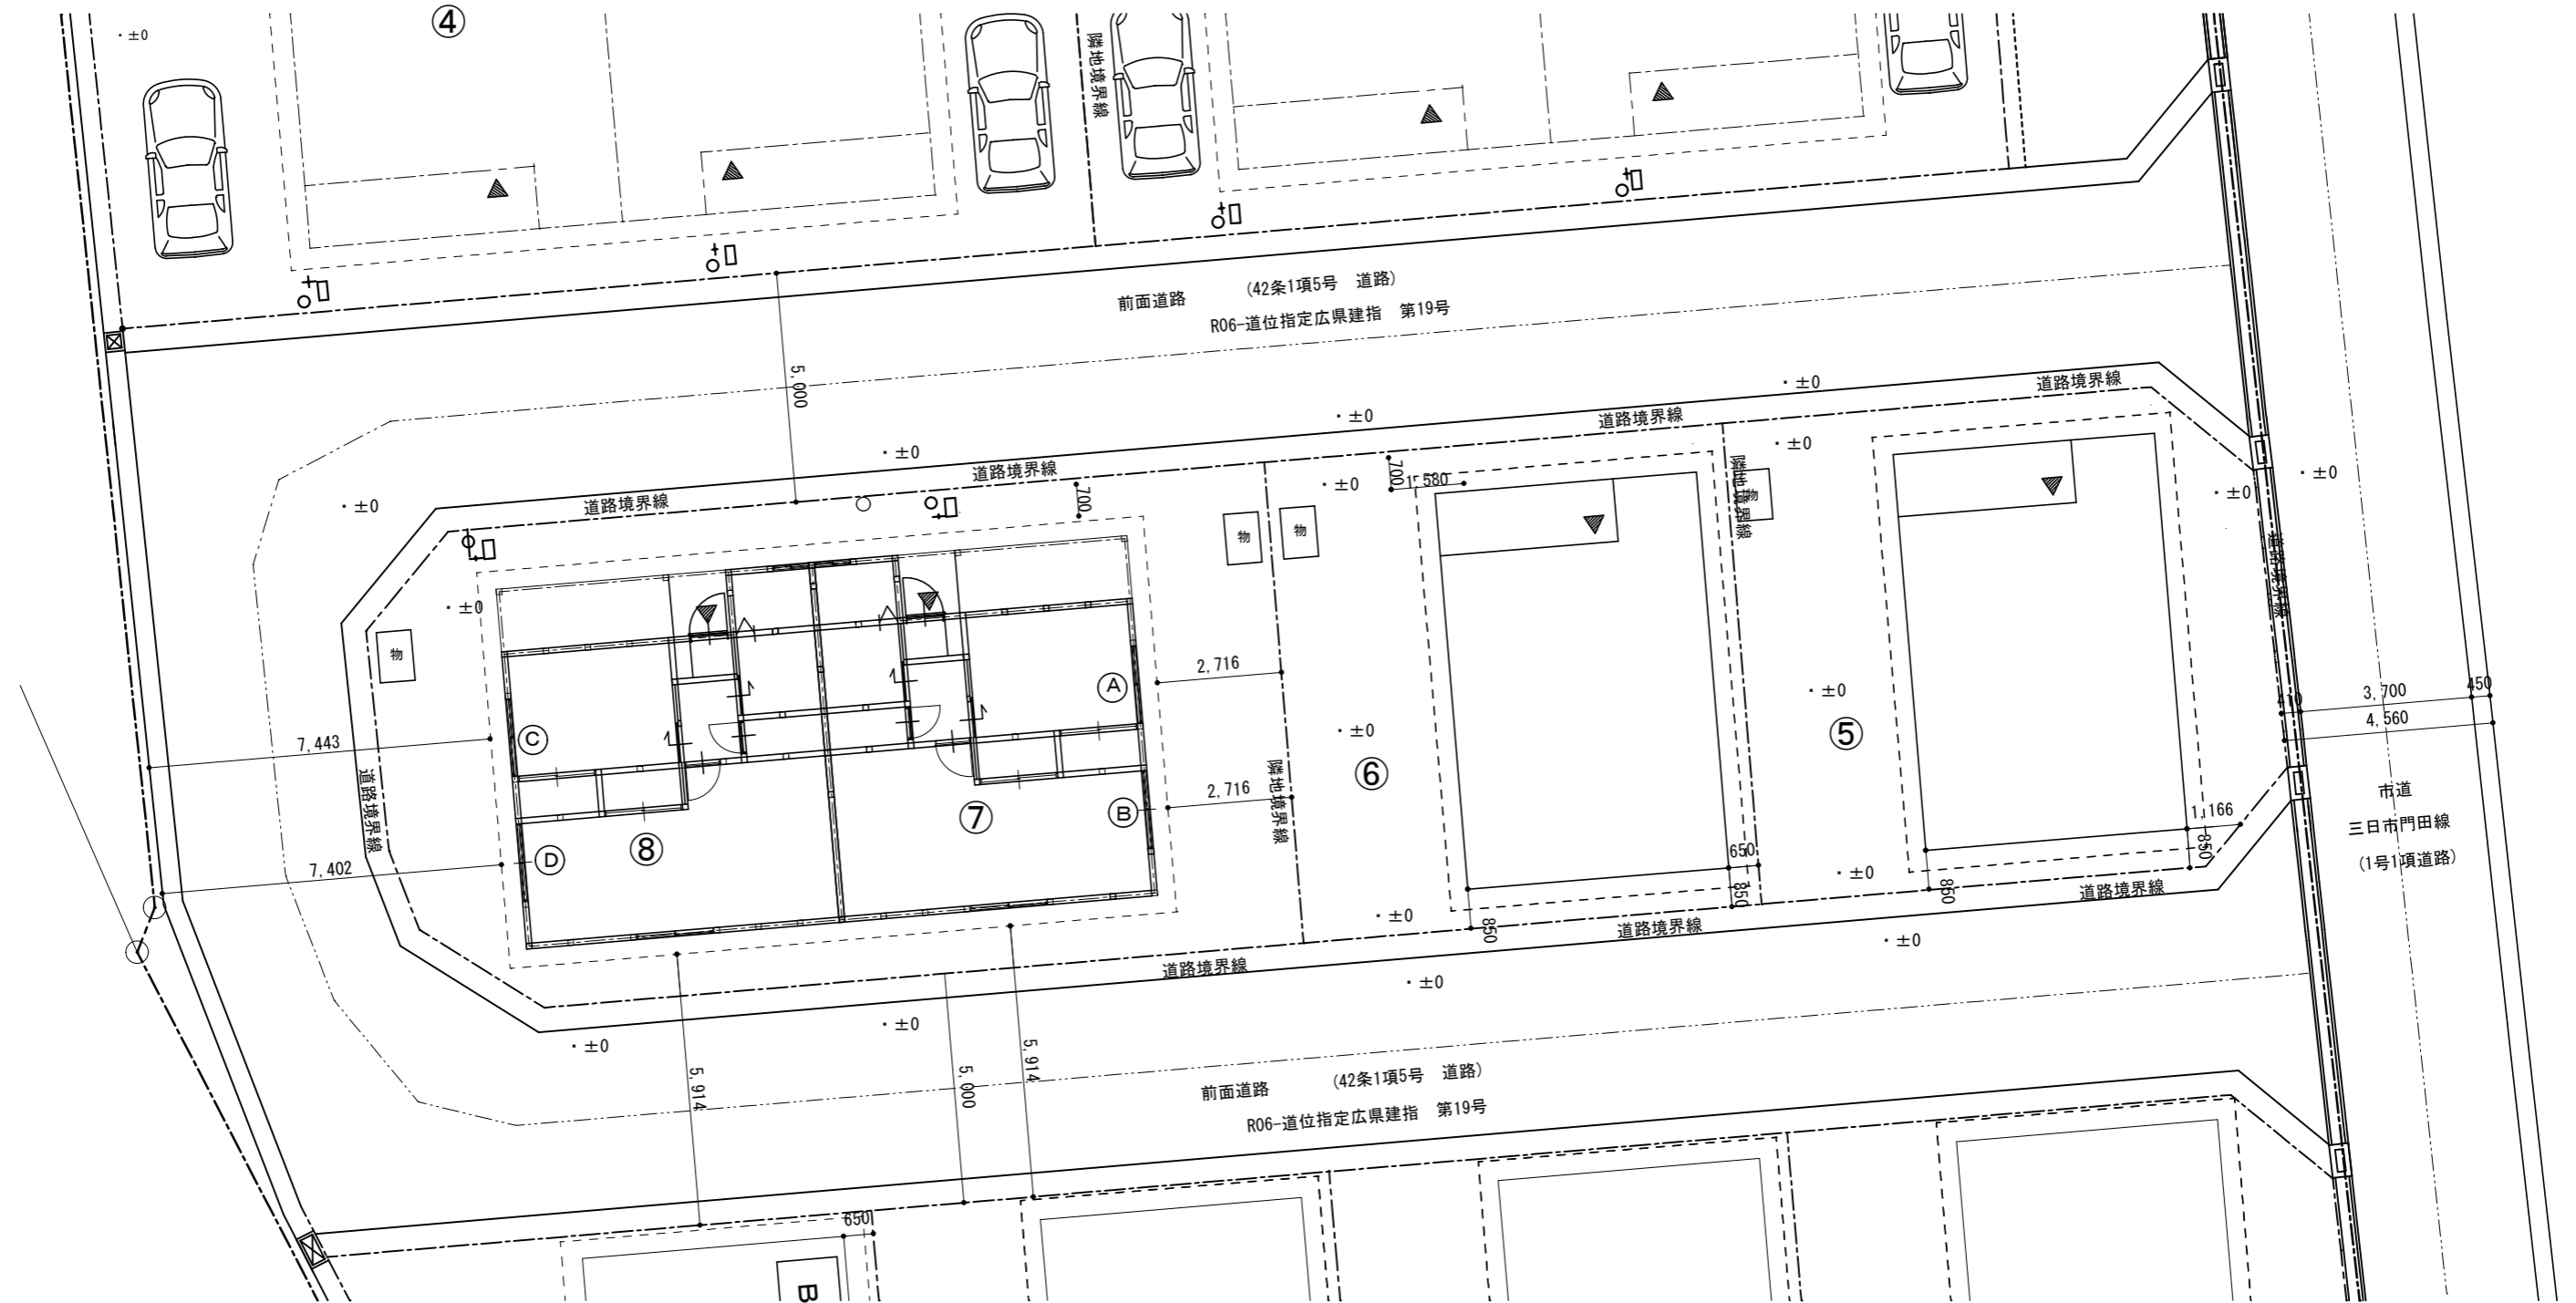 ④
・±0
隣地境界線
前面道路　(42条1項5号　道路)
R06-道位指定広県建指　第19号
5,000
・±0
・±0
・±0
・±0
道路境界線
道路境界線
道路境界線
道路境界線
・±0
・±0
・±0
・±0
・±0
・±0
700
700
1,580
物
物
物
物
隣地境界線
道路境界線
2,716
2,716
Ⓐ
Ⓑ
Ⓒ
Ⓓ
⑦
⑧
⑥
⑤
・±0
・±0
7,443
7,402
道路境界線
隣地境界線
410
3,700
450
4,560
市道
三日市門田線
(1号1項道路)
1,166
850
650
850
850
850
・±0
・±0
道路境界線
道路境界線
道路境界線
・±0
・±0
・±0
・±0
5,914
5,000
5,914
前面道路　(42条1項5号　道路)
R06-道位指定広県建指　第19号
650
B